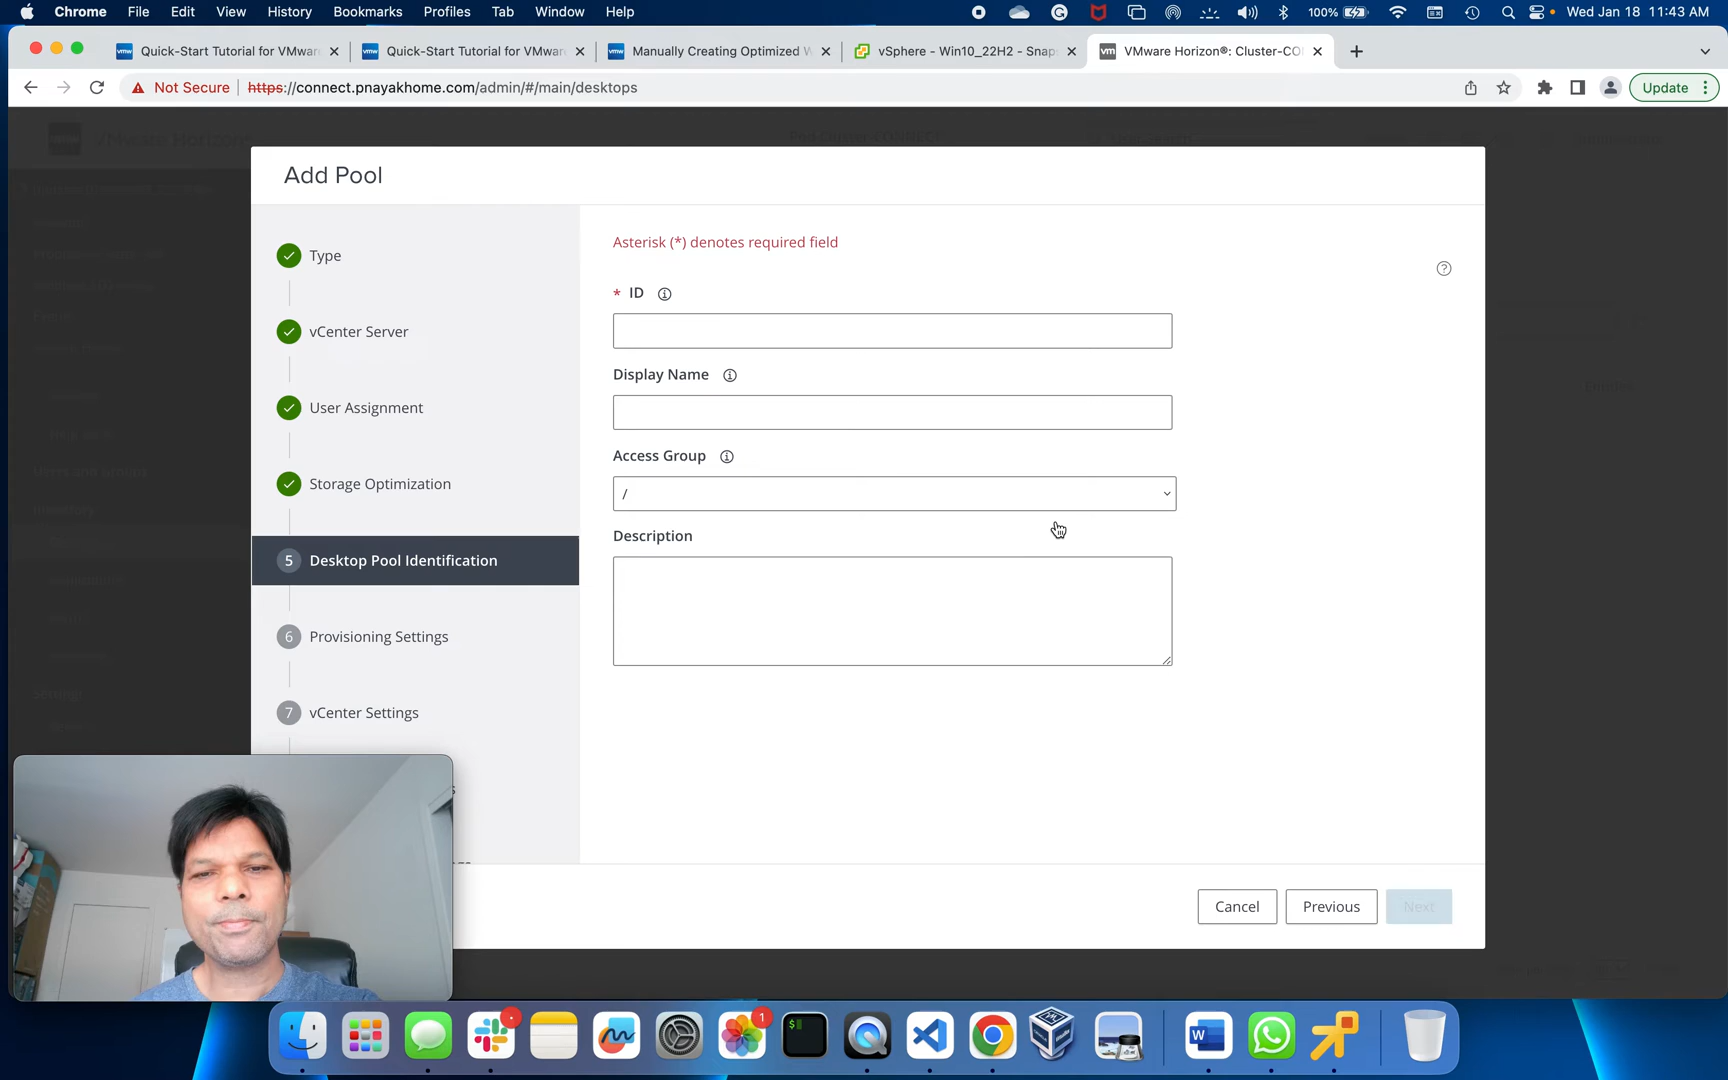 Chrome File Edit View History Bookmarks Profiles Tab Window Help 100% Wed Jan 18 11:43 AM
Quick-Start Tutorial for VMwar Quick-Start Tutorial for VMwar Manually Creating Optimized W vSphere - Win10_22H2 - Snap VMware Horizon®: Cluster-CO
Not Secure https://connect.pnayakhome.com/admin/#/main/desktops Update
VMware Horizon
Add Pool
Asterisk (*) denotes required field
Type
* ID
vCenter Server
Display Name
User Assignment
Access Group
Storage Optimization
/
Description
5 Desktop Pool Identification
6 Provisioning Settings
7 vCenter Settings
Cancel Previous Next
1